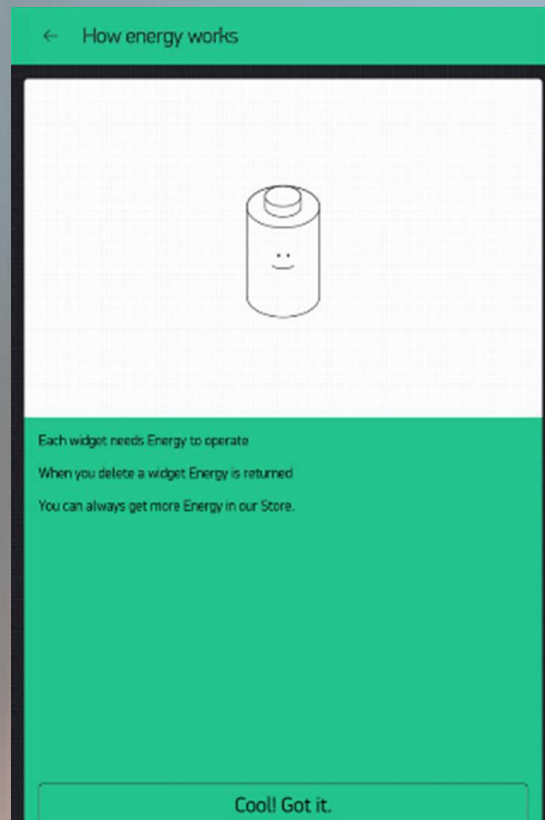 How energy works
Each widget needs Energy to operate
When you delete a widget Energy is returned
You can always get more Energy in our Store.
Cool! Got it.